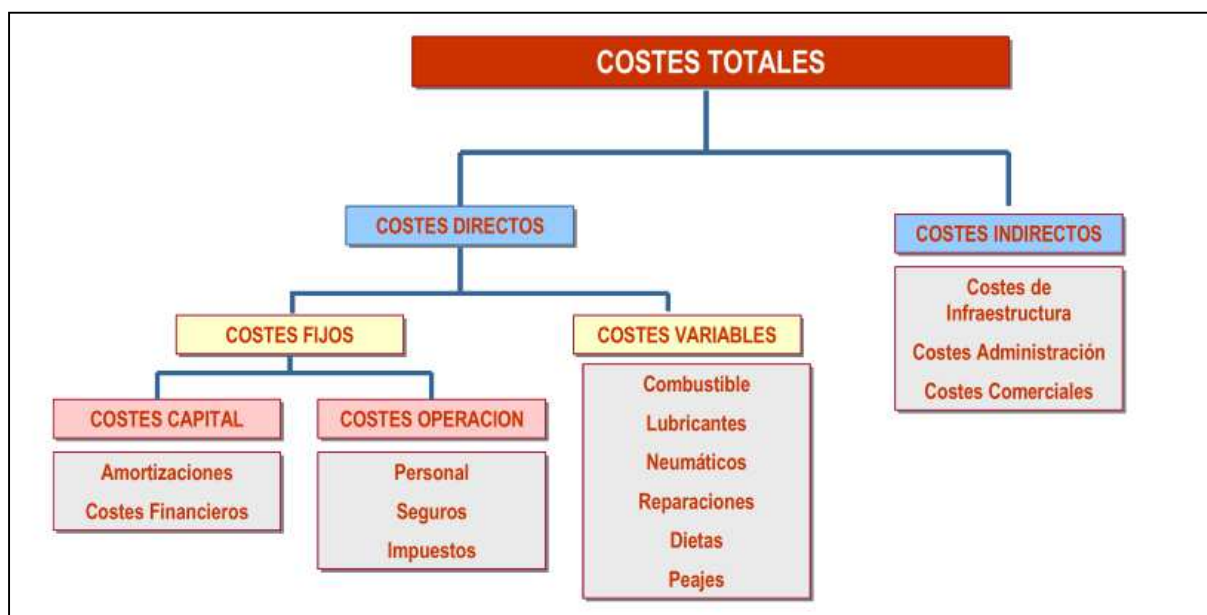 COSTES TOTALES
COSTES DIRECTOS
COSTES INDIRECTOS
Costes de
Infraestructura
Costes Administración
Costes Comerciales
COSTES FIJOS
COSTES VARIABLES
Combustible
Lubricantes
Neumáticos
Reparaciones
Dietas
Peajes
COSTES CAPITAL
Amortizaciones
Costes Financieros
COSTES OPERACION
Personal
Seguros
Impuestos